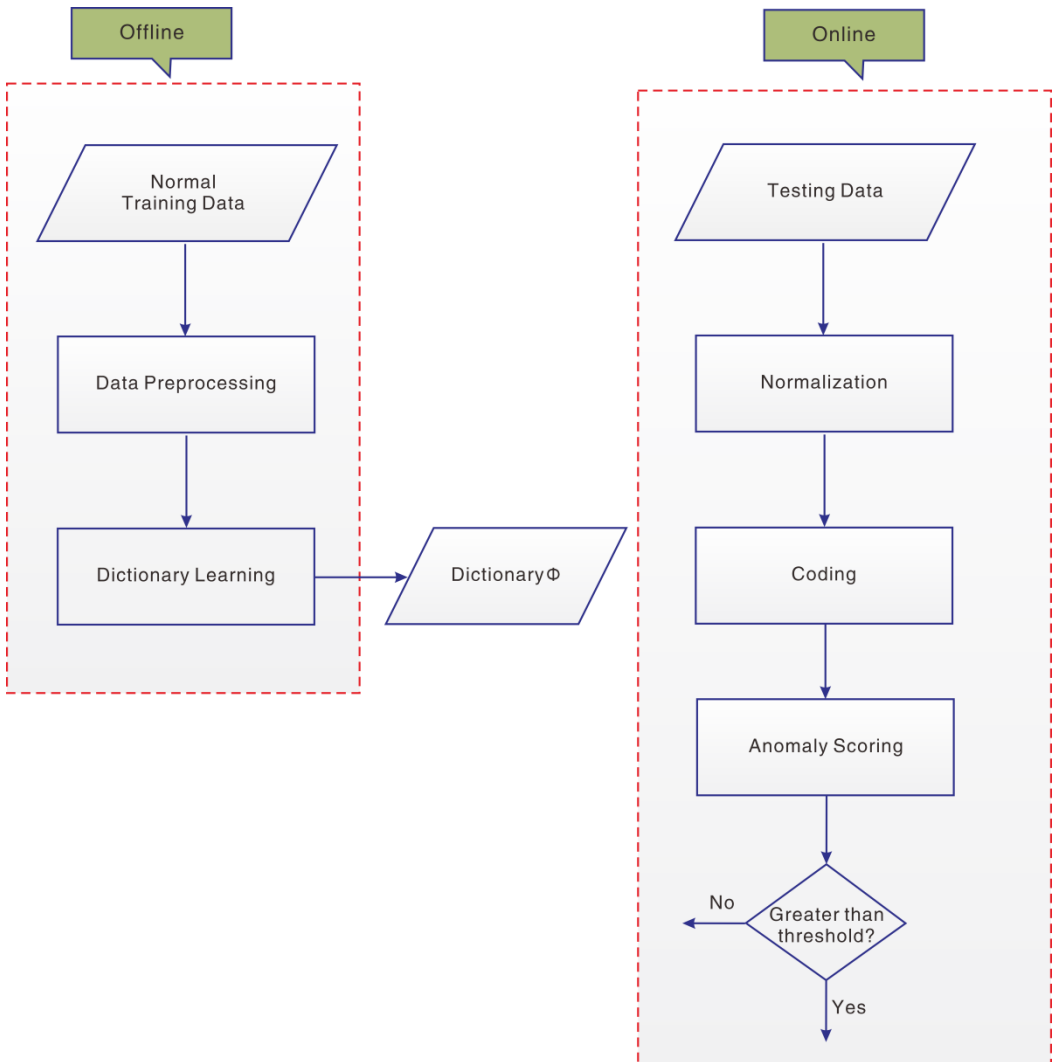 Offline
Normal
Training Data
Data Preprocessing
Dictionary Learning
Dictionary Φ
Online
Testing Data
Normalization
Coding
Anomaly Scoring
Greater than
threshold?
No
Yes